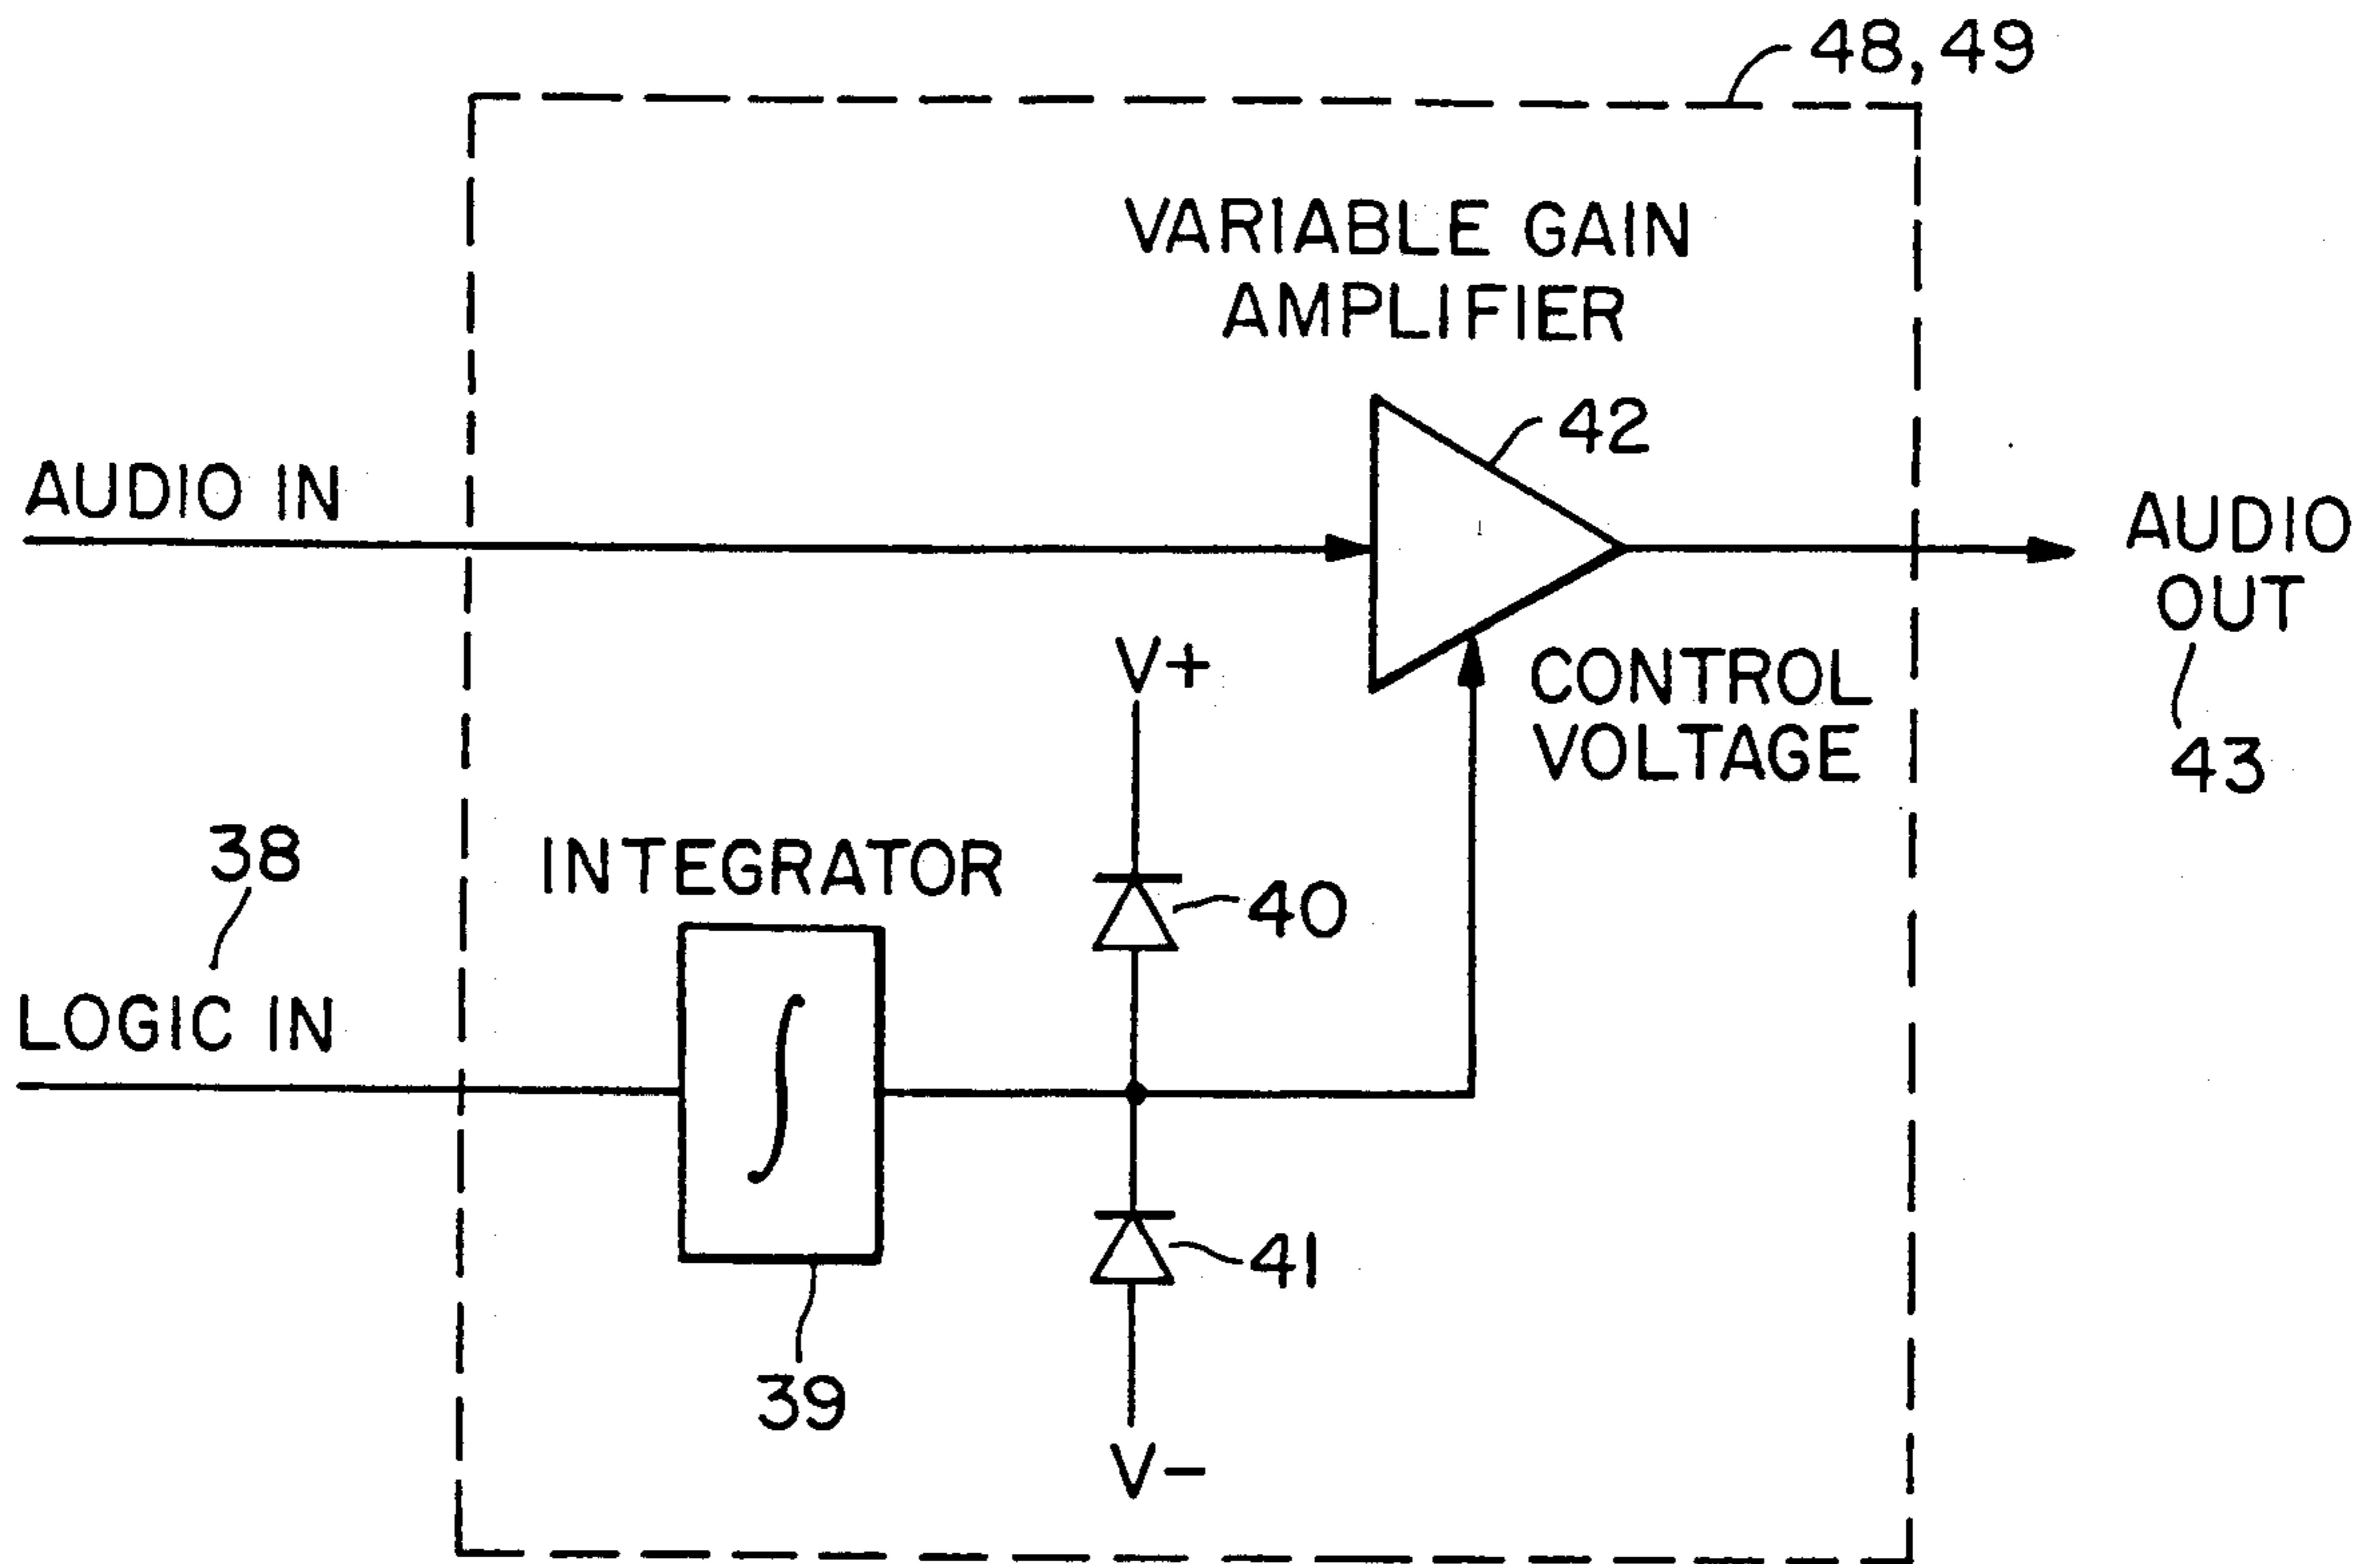 48, 49
VARIABLE GAIN
AMPLIFIER
42
AUDIO IN
AUDIO
OUT
43
V+
CONTROL
VOLTAGE
38
INTEGRATOR
40
LOGIC IN
∫
41
39
V-